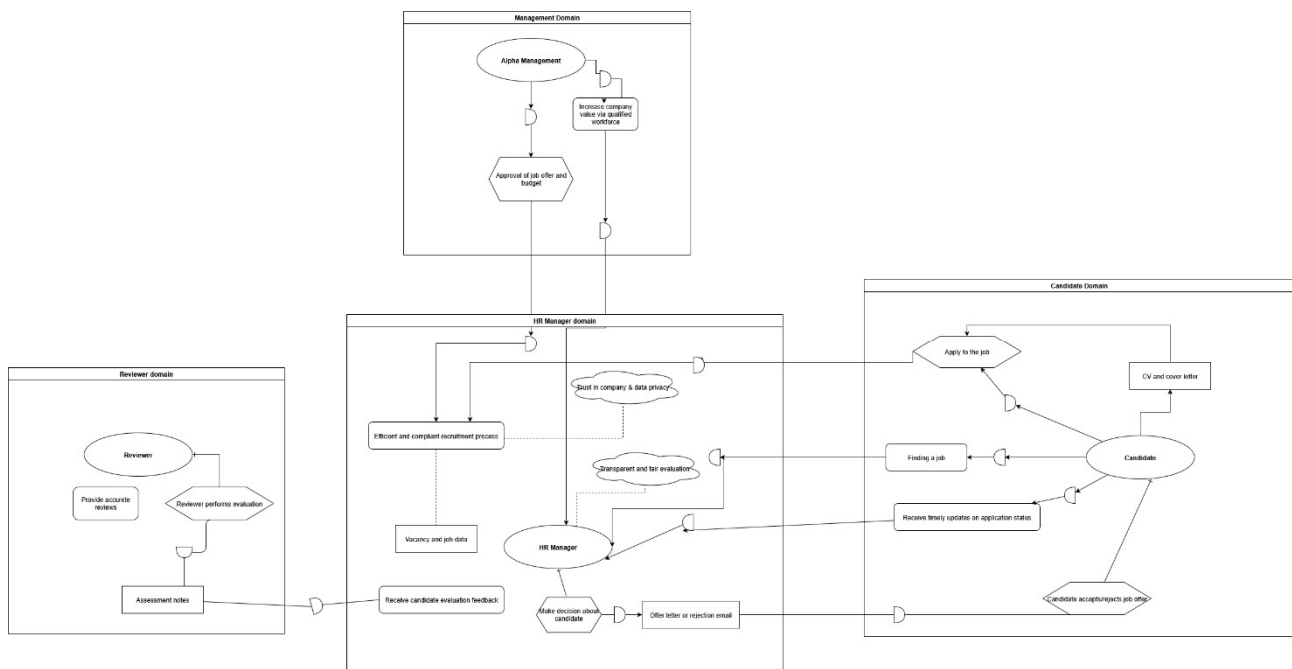 Management Domain
Alpha Management
Increase company
value via qualified
workforce
Approval of job offer and
budget
Candidate Domain
Apply to the job
CV and cover letter
Finding a job
Candidate
Receive timely updates on application status
Candidate accepts/rejects job offer
HR Manager domain
Trust in company & data privacy
Efficient and compliant recruitment process
Transparent and fair evaluation
Vacancy and job data
HR Manager
Receive candidate evaluation feedback
Make decision about
candidate
Offer letter or rejection email
Reviewer domain
Reviewer
Provide accurete
reviews
Reviewer performs evaluation
Assessment notes